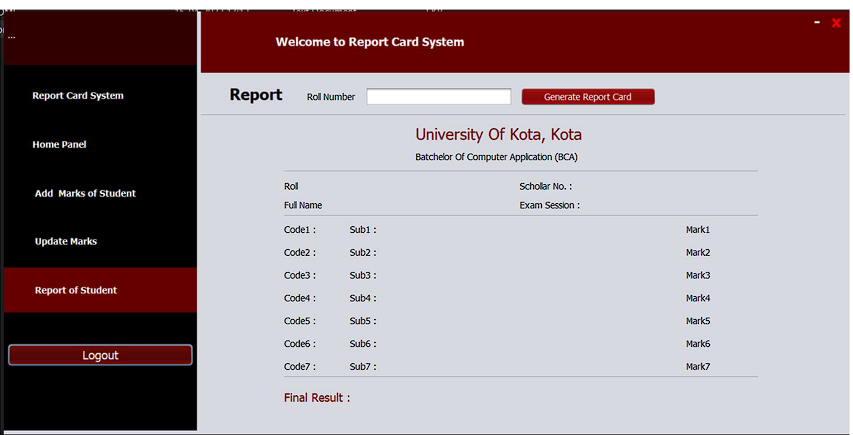 ...
Welcome to Report Card System
- x
Report Card System
Home Panel
Add Marks of Student
Update Marks
Report of Student
Logout
Report Roll Number Generate Report Card
University Of Kota, Kota
Batchelor Of Computer Application (BCA)
Roll Scholar No. :
Full Name Exam Session :
Code1 : Sub1 : Mark1
Code2 : Sub2 : Mark2
Code3 : Sub3 : Mark3
Code4 : Sub4 : Mark4
Code5 : Sub5 : Mark5
Code6 : Sub6 : Mark6
Code7 : Sub7 : Mark7
Final Result :